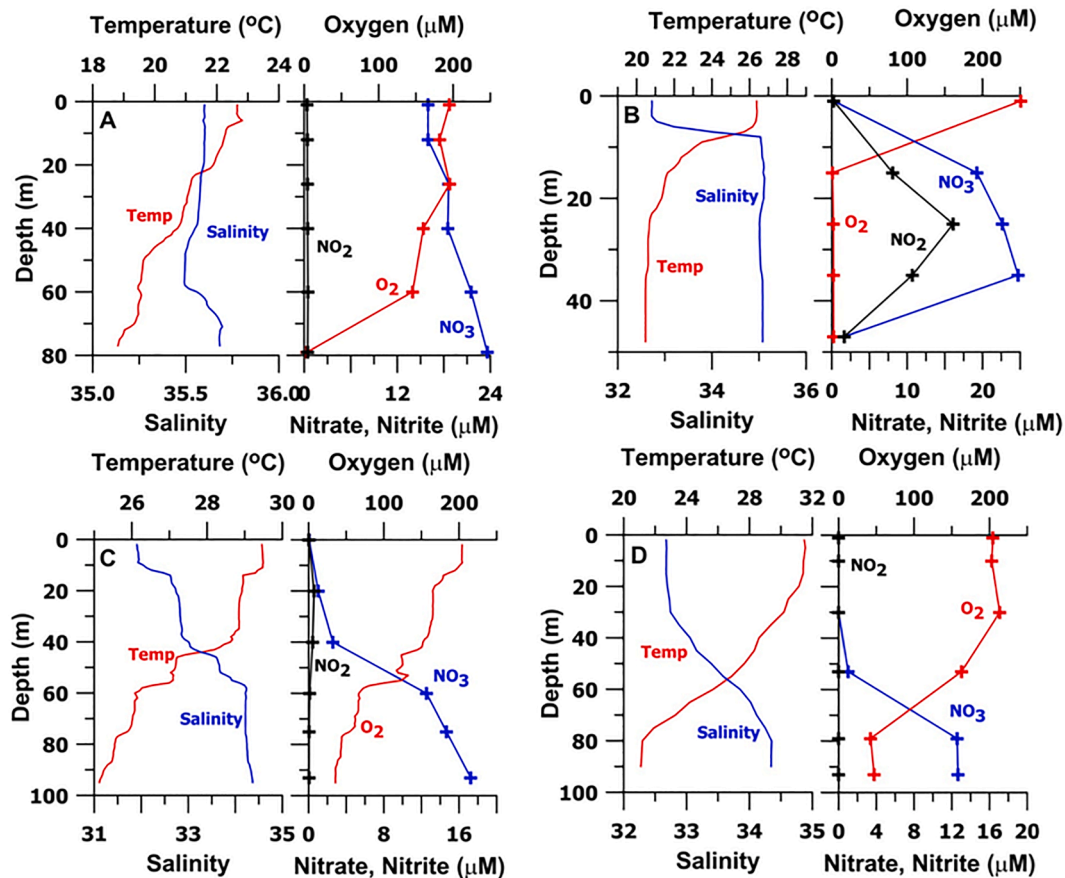 Temperature (°C) Oxygen (μM)
18 20 22 24 0 100 200
0
20
40
60
80
Depth (m)
A
Temp
Salinity
NO2
O2
NO3
35.0 35.5 36.0 0 12 24
Salinity Nitrate, Nitrite (μM)
Temperature (°C) Oxygen (μM)
20 22 24 26 28 0 100 200
0
20
40
Depth (m)
B
NO3
Salinity
O2
NO2
Temp
32 34 36 0 10 20
Salinity Nitrate, Nitrite (μM)
Temperature (°C) Oxygen (μM)
26 28 30 0 100 200
0
20
40
60
80
100
Depth (m)
C
Temp
NO2
NO3
Salinity
O2
31 33 35 0 8 16
Salinity Nitrate, Nitrite (μM)
Temperature (°C) Oxygen (μM)
20 24 28 32 0 100 200
0
20
40
60
80
100
Depth (m)
D
NO2
O2
Temp
NO3
Salinity
32 33 34 35 0 4 8 12 16 20
Salinity Nitrate, Nitrite (μM)